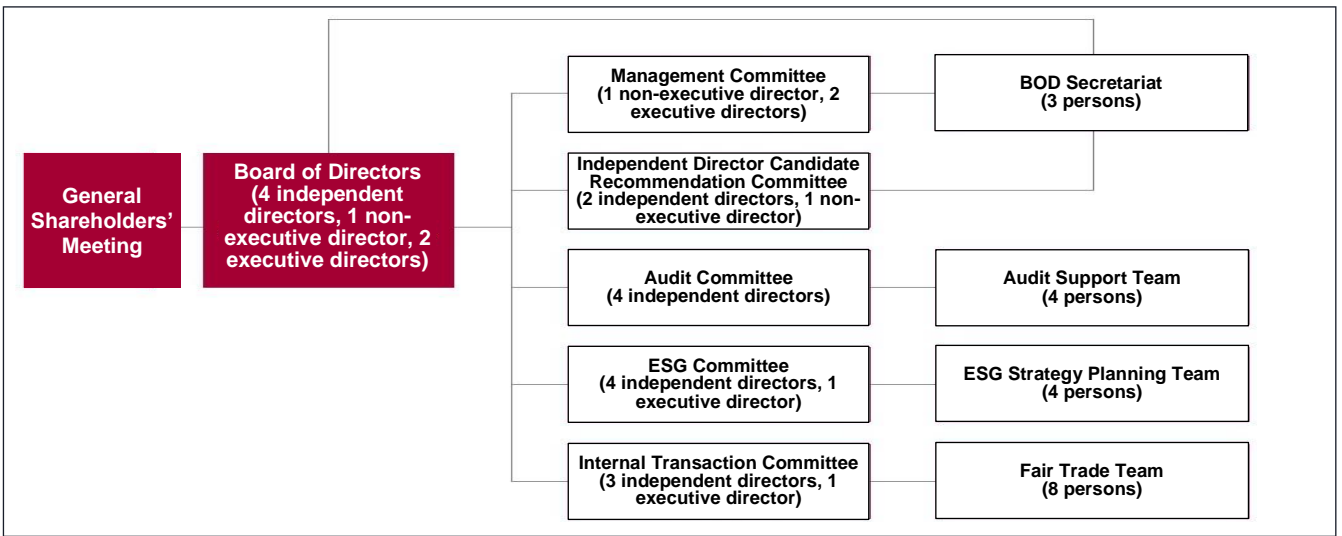 General
Shareholders'
Meeting
Board of Directors
(4 independent
directors, 1 non-
executive director, 2
executive directors)
Management Committee
(1 non-executive director, 2
executive directors)
BOD Secretariat
(3 persons)
Independent Director Candidate
Recommendation Committee
(2 independent directors, 1 non-
executive director)
Audit Committee
(4 independent directors)
Audit Support Team
(4 persons)
ESG Committee
(4 independent directors, 1
executive director)
ESG Strategy Planning Team
(4 persons)
Internal Transaction Committee
(3 independent directors, 1
executive director)
Fair Trade Team
(8 persons)